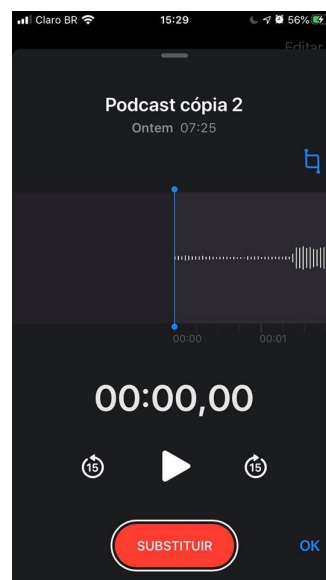 Claro BR 15:29 56%
Editar
Podcast cópia 2
Ontem 07:25
00:00 00:01
00:00,00
15 15
SUBSTITUIR OK